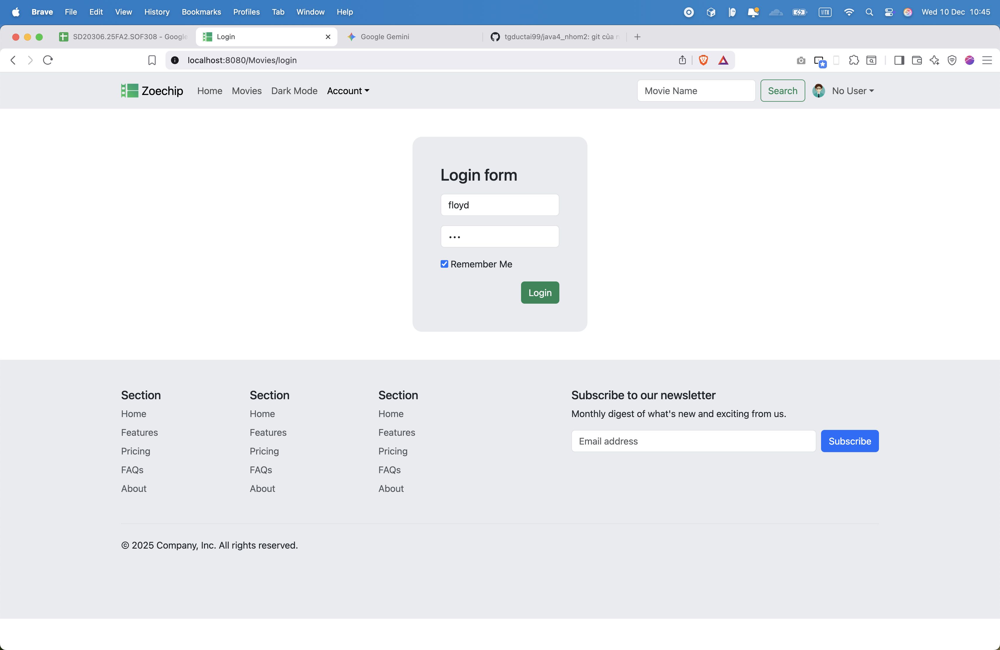 Brave File Edit View History Bookmarks Profiles Tab Window Help VITX Wed 10 Dec 10:45
SD20306.25FA2.SOF308 - Google Login Google Gemini tgductai99/java4_nhom2: git của n
localhost:8080/Movies/login
Zoechip Home Movies Dark Mode Account Movie Name Search No User
Login form
floyd
•••
Remember Me
Login
Section
Home
Features
Pricing
FAQs
About
Section
Home
Features
Pricing
FAQs
About
Section
Home
Features
Pricing
FAQs
About
Subscribe to our newsletter
Monthly digest of what's new and exciting from us.
Email address Subscribe
© 2025 Company, Inc. All rights reserved.